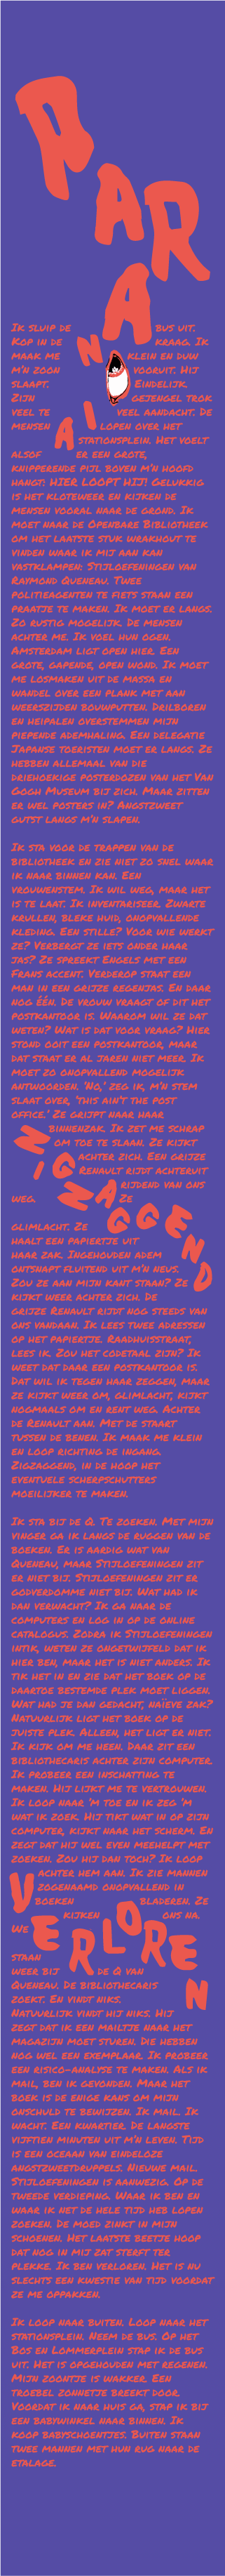 PARANAI
Ik sluip de bus uit.
Kop in de kraag. Ik
maak me klein en duw
m'n zoon vooruit. Hij
slaapt. Eindelijk.
Zijn gejengel trok
veel te veel aandacht. De
mensen lopen over het
stationsplein. Het voelt
alsof er een grote,
knipperende pijl boven m'n hoofd
hangt: HIER LOOPT HIJ! Gelukkig
is het kloteweer en kijken de
mensen vooral naar de grond. Ik
moet naar de Openbare Bibliotheek
om het laatste stuk wrakhout te
vinden waar ik mij aan kan
vastklampen: Stijloefeningen van
Raymond Queneau. Twee
politieagenten te fiets staan een
praatje te maken. Ik moet er langs.
Zo rustig mogelijk. De mensen
achter me. Ik voel hun ogen.
Amsterdam ligt open hier. Een
grote, gapende, open wond. Ik moet
me losmaken uit de massa en
wandel over een plank met aan
weerszijden bouwputten. Drilboren
en heipalen overstemmen mijn
piepende ademhaling. Een delegatie
Japanse toeristen moet er langs. Ze
hebben allemaal van die
driehoekige posterdozen van het Van
Gogh Museum bij zich. Maar zitten
er wel posters in? Angstzweet
gutst langs m'n slapen.
Ik sta voor de trappen van de
bibliotheek en zie niet zo snel waar
ik naar binnen kan. Een
vrouwenstem. Ik wil weg, maar het
is te laat. Ik inventariseer. Zwarte
krullen, bleke huid, onopvallende
kleding. Een stille? Voor wie werkt
ze? Verbergt ze iets onder haar
jas? Ze spreekt Engels met een
Frans accent. Verderop staat een
man in een grijze regenjas. En daar
nog één. De vrouw vraagt of dit het
postkantoor is. Waarom wil ze dat
weten? Wat is dat voor vraag? Hier
stond ooit een postkantoor, maar
dat staat er al jaren niet meer. Ik
moet zo onopvallend mogelijk
antwoorden. 'No,' zeg ik, m'n stem
slaat over, 'this ain't the post
office.' Ze grijpt naar haar
binnenzak. Ik zet me schrap
om toe te slaan. Ze kijkt
achter zich. Een grijze
Renault rijdt achteruit
rijdend van ons
weg. Ze
ZIGZAGGEND
glimlacht. Ze
haalt een papiertje uit
haar zak. Ingehouden adem
ontsnapt fluitend uit m'n neus.
Zou ze aan mijn kant staan? Ze
kijkt weer achter zich. De
grijze Renault rijdt nog steeds van
ons vandaan. Ik lees twee adressen
op het papiertje. Raadhuisstraat,
lees ik. Zou het codetaal zijn? Ik
weet dat daar een postkantoor is.
Dat wil ik tegen haar zeggen, maar
ze kijkt weer om, glimlacht, kijkt
nogmaals om en rent weg. Achter
de Renault aan. Met de staart
tussen de benen. Ik maak me klein
en loop richting de ingang.
Zigzaggend, in de hoop het
eventuele scherpschutters
moeilijker te maken.
Ik sta bij de Q. Te zoeken. Met mijn
vinger ga ik langs de ruggen van de
boeken. Er is aardig wat van
Queneau, maar Stijloefeningen zit
er niet bij. Stijloefeningen zit er
godverdomme niet bij. Wat had ik
dan verwacht? Ik ga naar de
computers en log in op de online
catalogus. Zodra ik Stijloefeningen
intik, weten ze ongetwijfeld dat ik
hier ben, maar het is niet anders. Ik
tik het in en zie dat het boek op de
daartoe bestemde plek moet liggen.
Wat had je dan gedacht, naïeve zak?
Natuurlijk ligt het boek op de
juiste plek. Alleen, het ligt er niet.
Ik kijk om me heen. Daar zit een
bibliothecaris achter zijn computer.
Ik probeer een inschatting te
maken. Hij lijkt me te vertrouwen.
Ik loop naar 'm toe en ik zeg 'm
wat ik zoek. Hij tikt wat in op zijn
computer, kijkt naar het scherm. En
zegt dat hij wel even meehelpt met
zoeken. Zou hij dan toch? Ik loop
achter hem aan. Ik zie mannen
zogenaamd onopvallend in
boeken bladeren. Ze
kijken ons na.
We
VERLOREN
staan
weer bij de Q van
Queneau. De bibliothecaris
zoekt. En vindt niks.
Natuurlijk vindt hij niks. Hij
zegt dat ik een mailtje naar het
magazijn moet sturen. Die hebben
nog wel een exemplaar. Ik probeer
een risico-analyse te maken. Als ik
mail, ben ik gevonden. Maar het
boek is de enige kans om mijn
onschuld te bewijzen. Ik mail. Ik
wacht. Een kwartier. De langste
vijftien minuten uit m'n leven. Tijd
is een oceaan van eindeloze
angstzweetdruppels. Nieuwe mail.
Stijloefeningen is aanwezig. Op de
tweede verdieping. Waar ik ben en
waar ik net de hele tijd heb lopen
zoeken. De moed zinkt in mijn
schoenen. Het laatste beetje hoop
dat nog in mij zat sterft ter
plekke. Ik ben verloren. Het is nu
slechts een kwestie van tijd voordat
ze me oppakken.
Ik loop naar buiten. Loop naar het
stationsplein. Neem de bus. Op het
Bos en Lommerplein stap ik de bus
uit. Het is opgehouden met regenen.
Mijn zoontje is wakker. Een
troebel zonnetje breekt door.
Voordat ik naar huis ga, stap ik bij
een babywinkel naar binnen. Ik
koop babyschoentjes. Buiten staan
twee mannen met hun rug naar de
etalage.